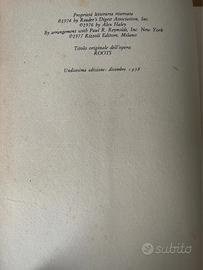 Proprietà letteraria riservata
©1974 by Reader's Digest Association, Inc.
©1976 by Alex Haley
By arrangement with Paul R. Reynolds, Inc. New York
©1977 Rizzoli Editore, Milano
Titolo originale dell'opera
ROOTS
Undicesima edizione: dicembre 1978
subito